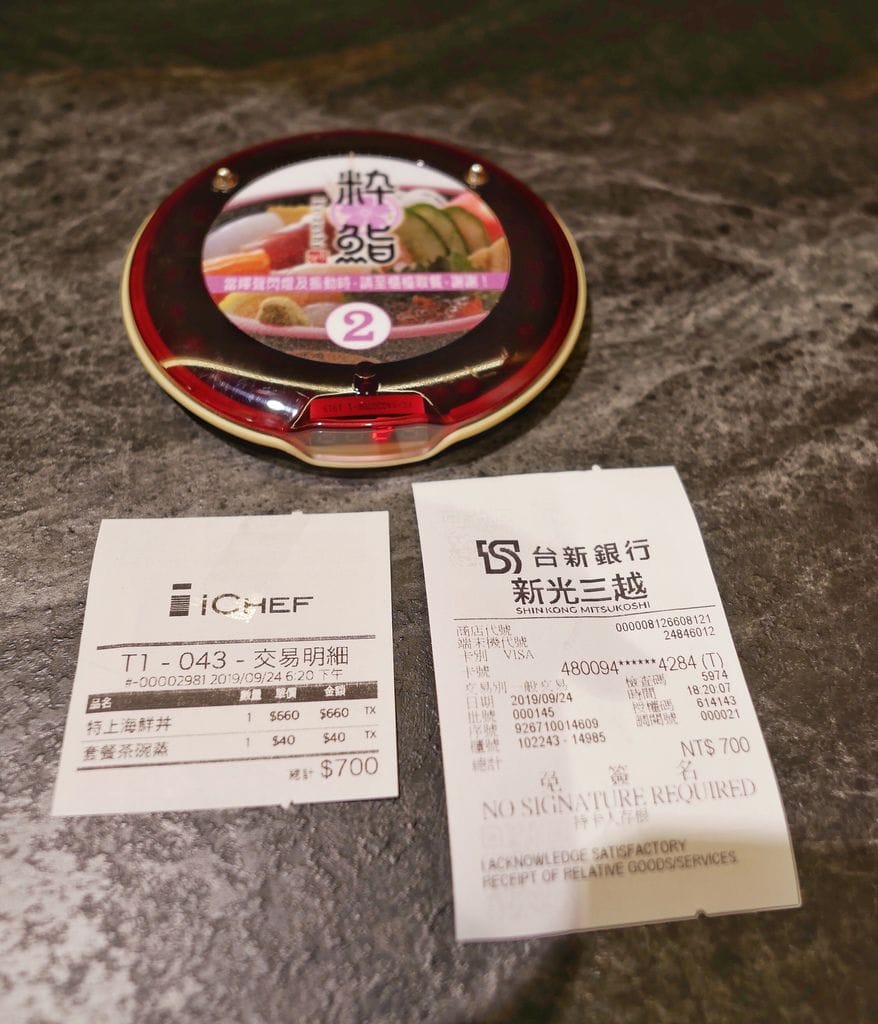 粋
鮨
當蜂聲閃燈及振動時，請至櫃檯取餐，謝謝！
2
iCHEF
T1 - 043 - 交易明細
#-00002981 2019/09/24 6:20 下午
品名 數量 單價 金額
特上海鮮丼 1 $660 $660 TX
套餐茶碗蒸 1 $40 $40 TX
總計 $700
台新銀行
新光三越
SHINKONG MITSUKOSHI
商店代號 000008126608121
端末機代號 24846012
卡別 VISA
卡號 480094******4284 (T)
交易別 一般交易 檢查碼 5974
日期 2019/09/24 時間 18:20:07
批號 000145 授權碼 614143
序號 926710014609 調閱號 000021
櫃號 102243 - 14985
總計 NT$ 700
免 簽 名
NO SIGNATURE REQUIRED
持卡人存根
I ACKNOWLEDGE SATISFACTORY
RECEIPT OF RELATIVE GOODS/SERVICES.